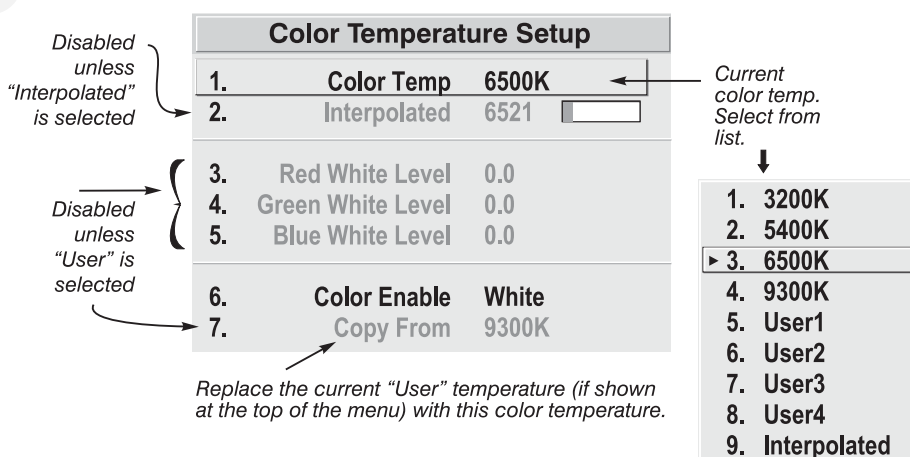 Disabled
unless
“Interpolated”
is selected
Color Temperature Setup
1. Color Temp 6500K
2. Interpolated 6521
3. Red White Level 0.0
4. Green White Level 0.0
5. Blue White Level 0.0
6. Color Enable White
7. Copy From 9300K
Disabled
unless
“User” is
selected
Replace the current “User” temperature (if shown
at the top of the menu) with this color temperature.
Current
color temp.
Select from
list.
1. 3200K
2. 5400K
3. 6500K
4. 9300K
5. User1
6. User2
7. User3
8. User4
9. Interpolated